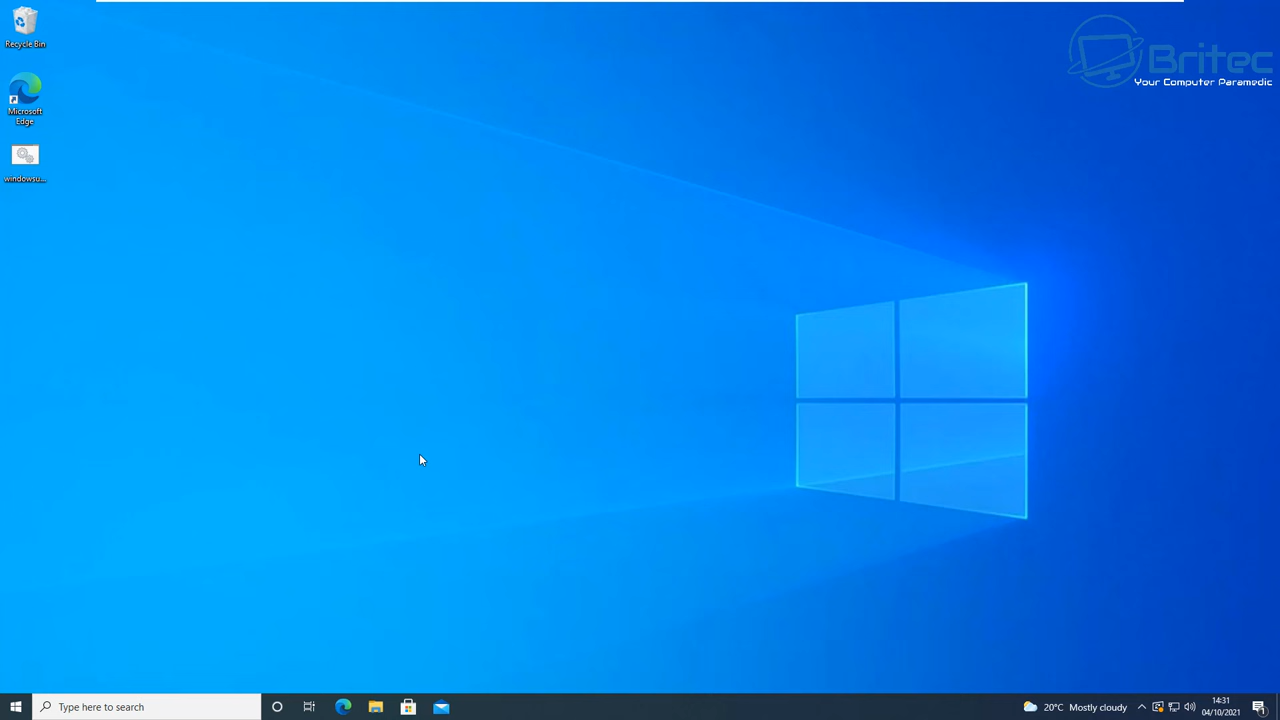 Recycle Bin
Britec
Your Computer Paramedic
Microsoft
Edge
windowsu...
Type here to search
20°C Mostly cloudy
14:31
04/10/2021
1